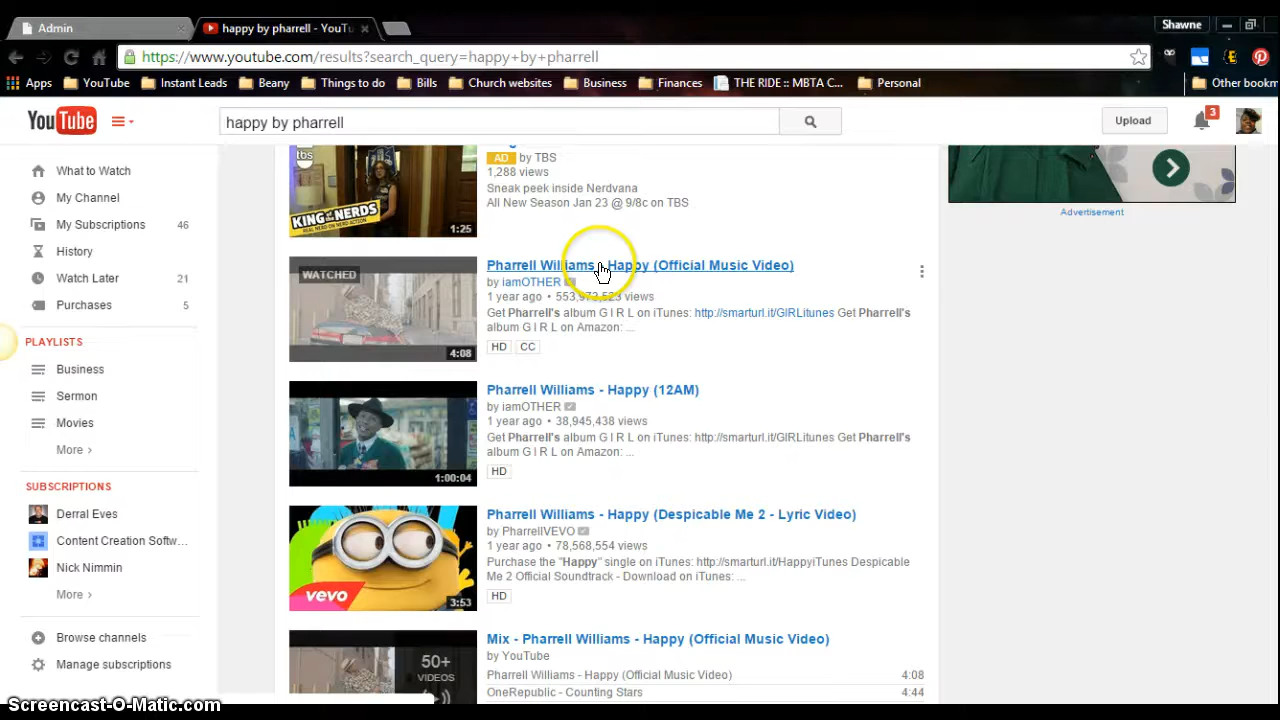 Admin
happy by pharrell - YouTu
Shawne
https://www.youtube.com/results?search_query=happy+by+pharrell
Apps YouTube Instant Leads Beany Things to do Bills Church websites Business Finances THE RIDE :: MBTA C... Personal Other bookm
YouTube
happy by pharrell
Upload
3
What to Watch
My Channel
My Subscriptions 46
History
Watch Later 21
Purchases 5
PLAYLISTS
Business
Sermon
Movies
More ›
SUBSCRIPTIONS
Derral Eves
Content Creation Softw...
Nick Nimmin
More ›
Browse channels
Manage subscriptions
tbs
KING of the NERDS
1:25
AD by TBS
1,288 views
Sneak peek inside Nerdvana
All New Season Jan 23 @ 9/8c on TBS
WATCHED
4:08
Pharrell Williams - Happy (Official Music Video)
by iamOTHER
1 year ago • 553,973,523 views
Get Pharrell's album G I R L on iTunes: http://smarturl.it/GIRLitunes Get Pharrell's
album G I R L on Amazon: ...
HD CC
1:00:04
Pharrell Williams - Happy (12AM)
by iamOTHER
1 year ago • 38,945,438 views
Get Pharrell's album G I R L on iTunes: http://smarturl.it/GIRLitunes Get Pharrell's
album G I R L on Amazon: ...
HD
vevo
3:53
Pharrell Williams - Happy (Despicable Me 2 - Lyric Video)
by PharrellVEVO
1 year ago • 78,568,554 views
Purchase the "Happy" single on iTunes: http://smarturl.it/HappyiTunes Despicable
Me 2 Official Soundtrack - Download on iTunes: ...
HD
50+
VIDEOS
Mix - Pharrell Williams - Happy (Official Music Video)
by YouTube
Pharrell Williams - Happy (Official Music Video) 4:08
OneRepublic - Counting Stars 4:44
Advertisement
Screencast-O-Matic.com